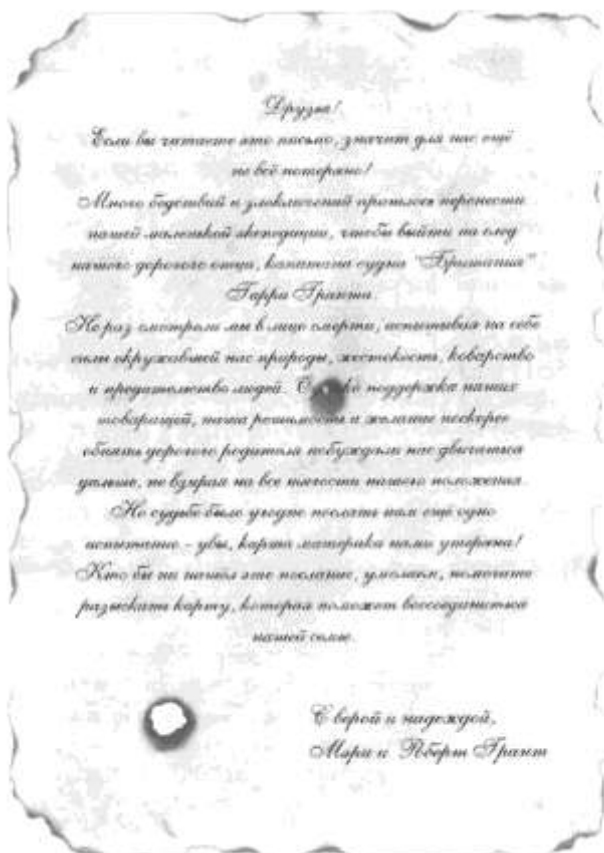 Друзья!
Если вы читаете это письмо, значит для нас ещё
не всё потеряно!
Много бедствий и злоключений пришлось перенести
нашей маленькой экспедиции, чтобы выйти на след
нашего дорогого отца, капитана судна "Британия"
Гарри Гранта.
Не раз смотрели мы в лицо смерти, испытывая на себе
силы окружавшей нас природы, жестокость, коварство
и предательство людей. поддержка наших
товарищей, наша решимость и желание поскорее
обнять дорогого родителя побуждали нас двигаться
дальше, не взирая на все тягости нашего положения.
Но судьбе было угодно послать нам ещё одно
испытание - увы, карта материка нами утеряна!
Кто бы ни нашёл это послание, умоляем, помогите
разыскать карту, которая поможет воссоединиться
нашей семье.
С верой и надеждой,
Мэри и Роберт Грант